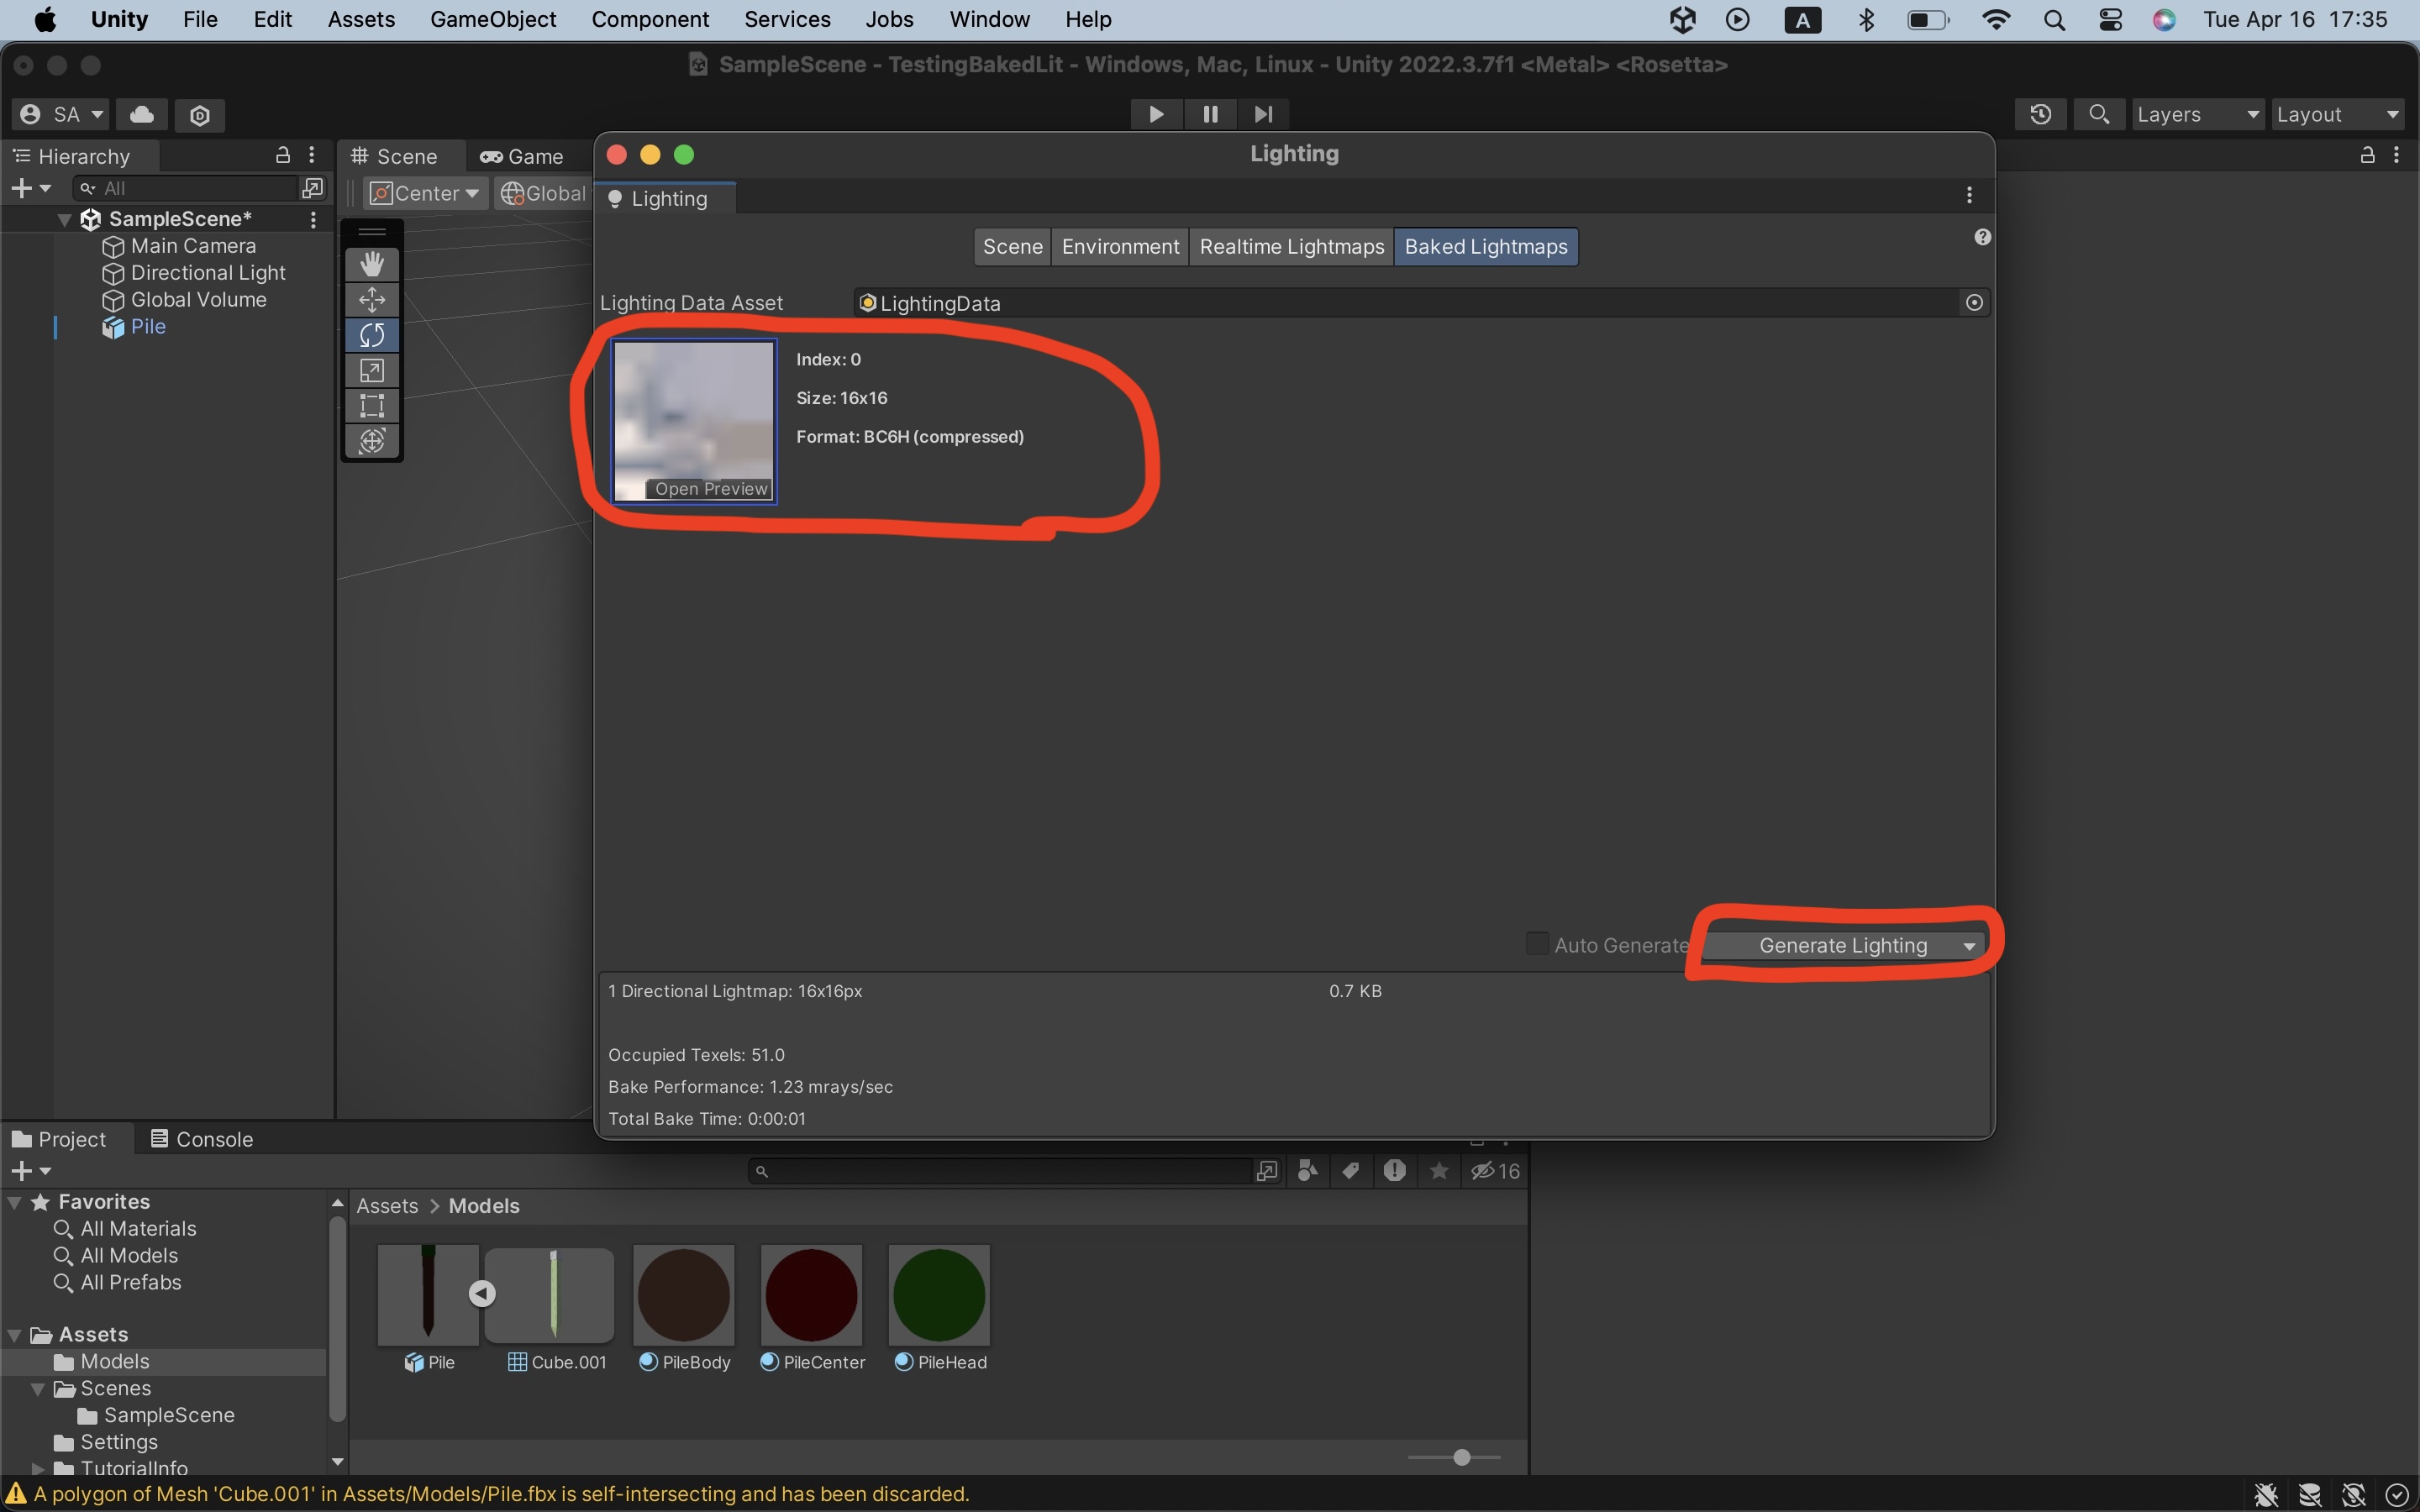 Unity File Edit Assets GameObject Component Services Jobs Window Help A Tue Apr 16 17:35
SampleScene - TestingBakedLit - Windows, Mac, Linux - Unity 2022.3.7f1 <Metal> <Rosetta>
SA Layers Layout
Hierarchy
All
SampleScene*
Main Camera
Directional Light
Global Volume
Pile
Scene Game
Center Global
Lighting
Lighting
Scene Environment Realtime Lightmaps Baked Lightmaps
Lighting Data Asset LightingData
Index: 0
Size: 16x16
Format: BC6H (compressed)
Open Preview
Auto Generate Generate Lighting
1 Directional Lightmap: 16x16px 0.7 KB
Occupied Texels: 51.0
Bake Performance: 1.23 mrays/sec
Total Bake Time: 0:00:01
Project Console
16
Favorites
All Materials
All Models
All Prefabs
Assets
Models
Scenes
SampleScene
Settings
TutorialInfo
Assets > Models
Pile Cube.001 PileBody PileCenter PileHead
A polygon of Mesh 'Cube.001' in Assets/Models/Pile.fbx is self-intersecting and has been discarded.